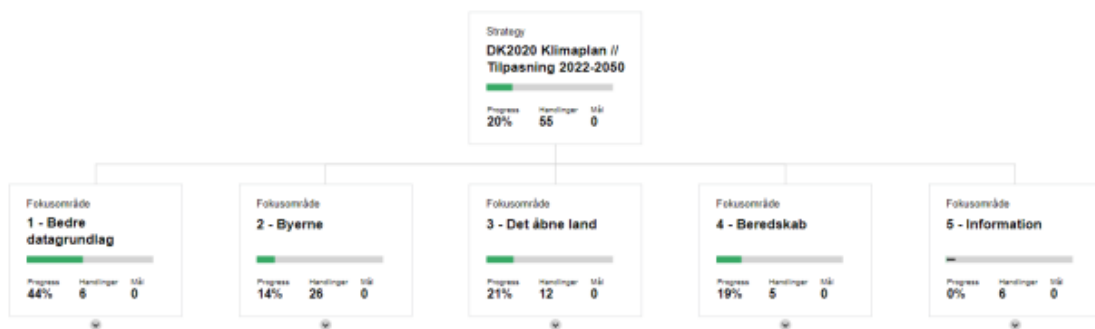 Strategy
DK2020 Klimaplan //
Tilpasning 2022-2050
Progress Handlinger Mål
20% 55 0
Fokusområde
1 - Bedre
datagrundlag
Progress Handlinger Mål
44% 6 0
Fokusområde
2 - Byerne
Progress Handlinger Mål
14% 26 0
Fokusområde
3 - Det åbne land
Progress Handlinger Mål
21% 12 0
Fokusområde
4 - Beredskab
Progress Handlinger Mål
19% 5 0
Fokusområde
5 - Information
Progress Handlinger Mål
0% 6 0